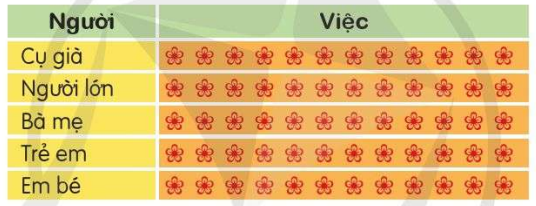 Người Việc
Cụ già
Người lớn
Bà mẹ
Trẻ em
Em bé